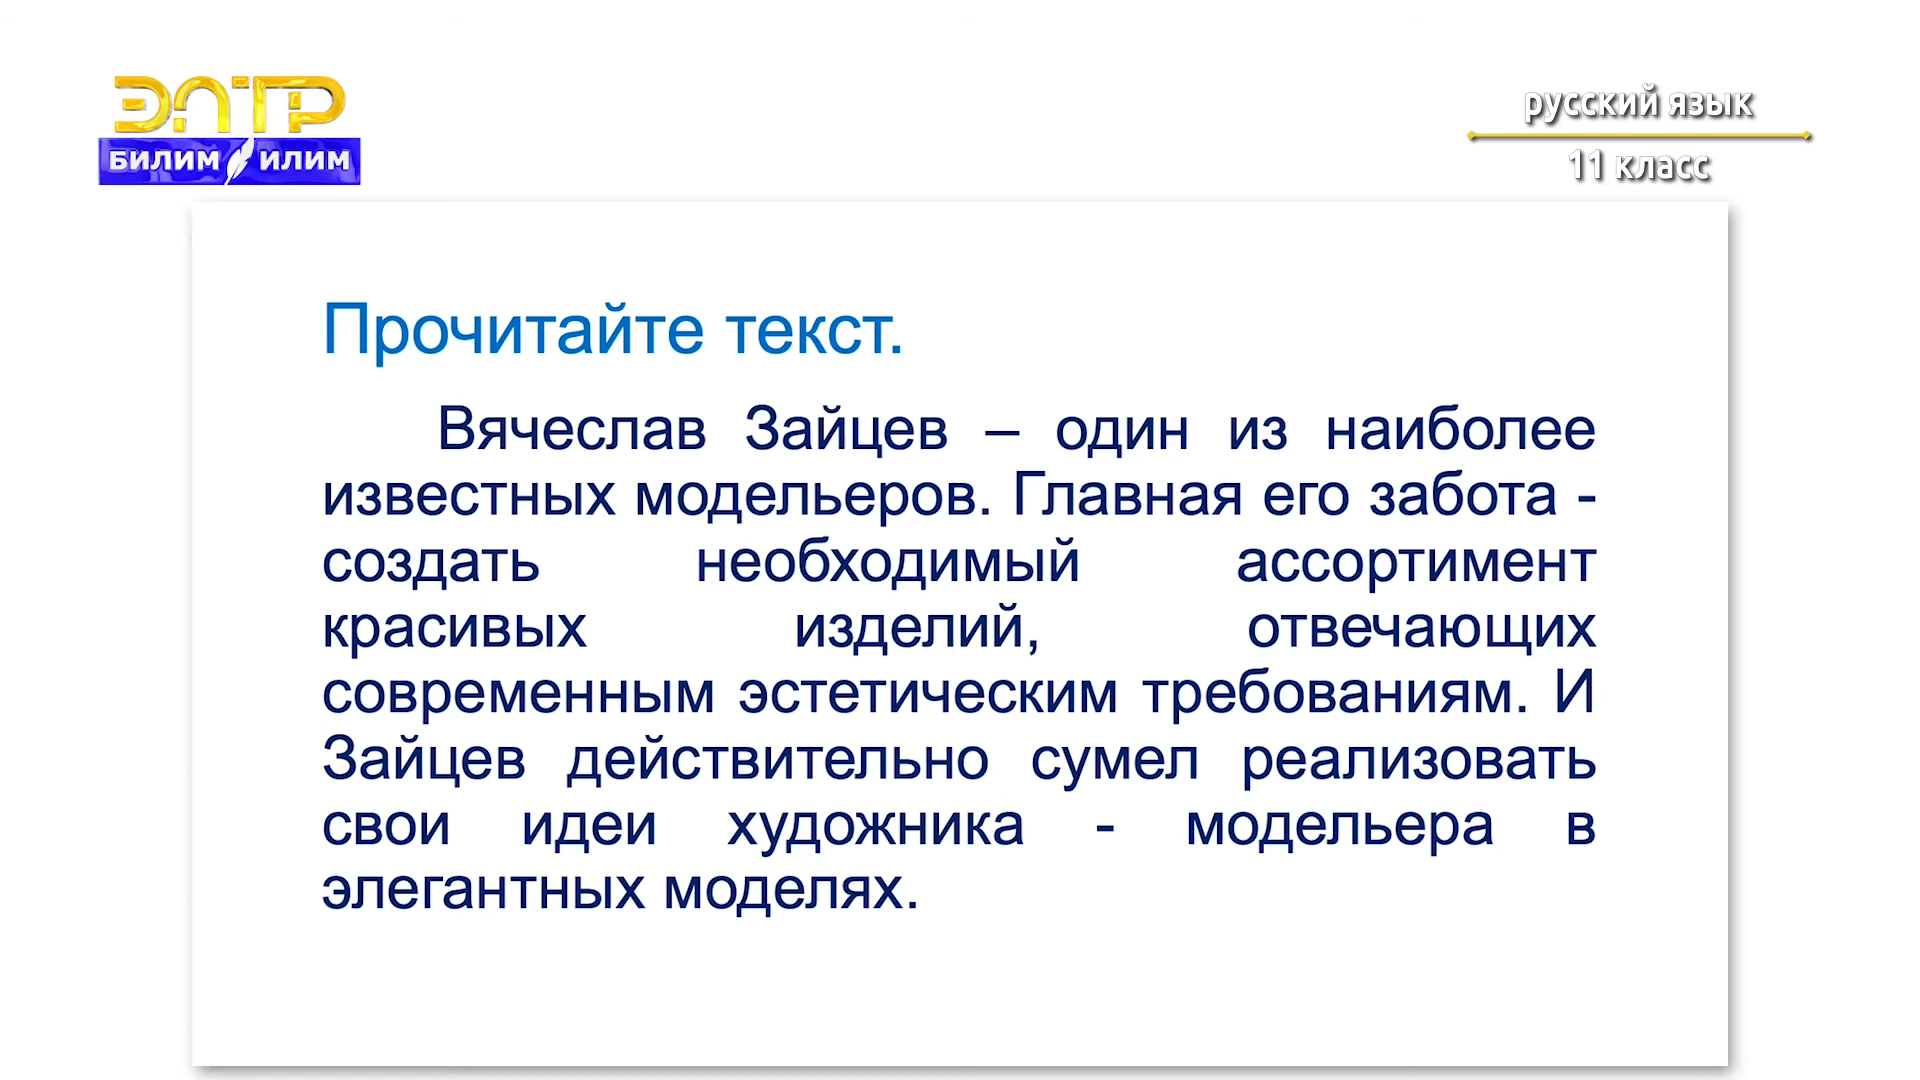 ЭЛТР
БИЛИМ ИЛИМ
русский язык
11 класс
Прочитайте текст.
Вячеслав Зайцев – один из наиболее
известных модельеров. Главная его забота -
создать необходимый ассортимент
красивых изделий, отвечающих
современным эстетическим требованиям. И
Зайцев действительно сумел реализовать
свои идеи художника - модельера в
элегантных моделях.